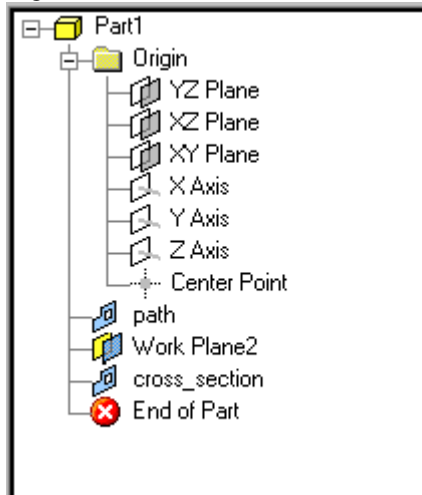 Part1
Origin
YZ Plane
XZ Plane
XY Plane
X Axis
Y Axis
Z Axis
Center Point
path
Work Plane2
cross_section
End of Part